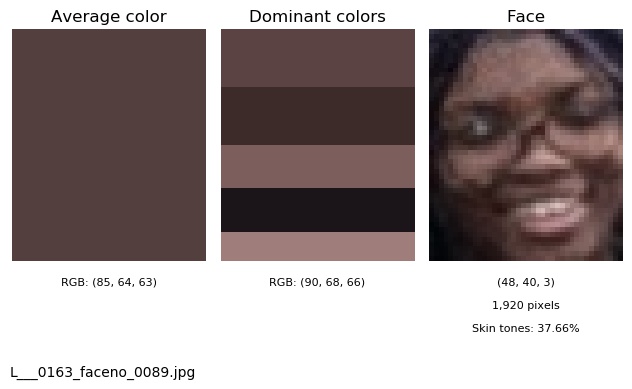 Average color
Dominant colors
Face
RGB: (85, 64, 63)
RGB: (90, 68, 66)
(48, 40, 3)
1,920 pixels
Skin tones: 37.66%
L___0163_faceno_0089.jpg